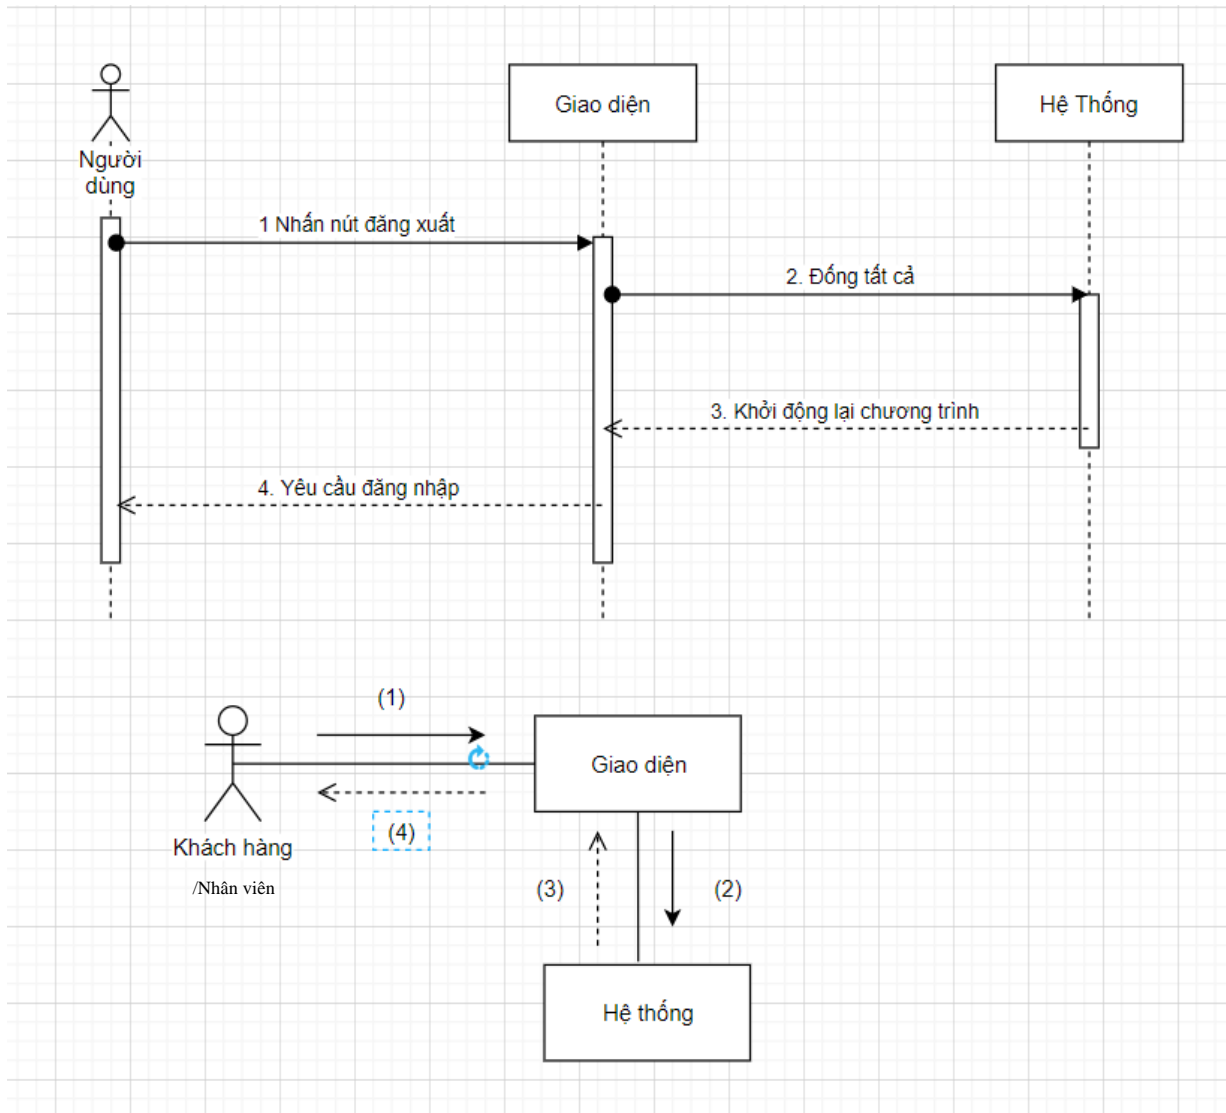 Người
dùng
Giao diện
Hệ Thống
1 Nhấn nút đăng xuất
2. Đống tất cả
3. Khởi động lại chương trình
4. Yêu cầu đăng nhập
(1)
Giao diện
(4)
Khách hàng
/Nhân viên
(3)
(2)
Hệ thống